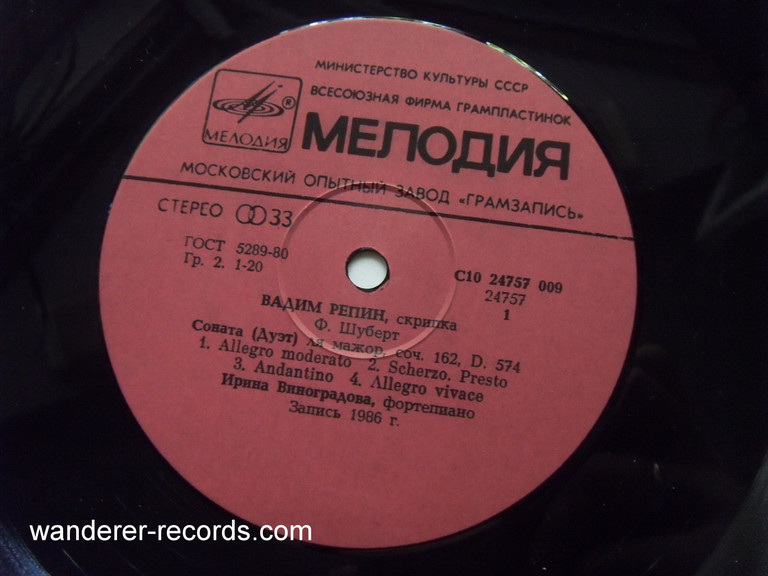 МИНИСТЕРСТВО КУЛЬТУРЫ СССР
ВСЕСОЮЗНАЯ ФИРМА ГРАМПЛАСТИНОК
МЕЛОДИЯ ®
МЕЛОДИЯ
МОСКОВСКИЙ ОПЫТНЫЙ ЗАВОД «ГРАМЗАПИСЬ»
СТЕРЕО 33
ГОСТ 5289-80
Гр. 2. 1-20
С10 24757 009
24757
1
ВАДИМ РЕПИН, скрипка
Ф. Шуберт
Соната (Дуэт) ля мажор, соч. 162, D. 574
1. Allegro moderato 2. Scherzo. Presto
3. Andantino 4. Allegro vivace
Ирина Виноградова, фортепиано
Запись 1986 г.
wanderer-records.com